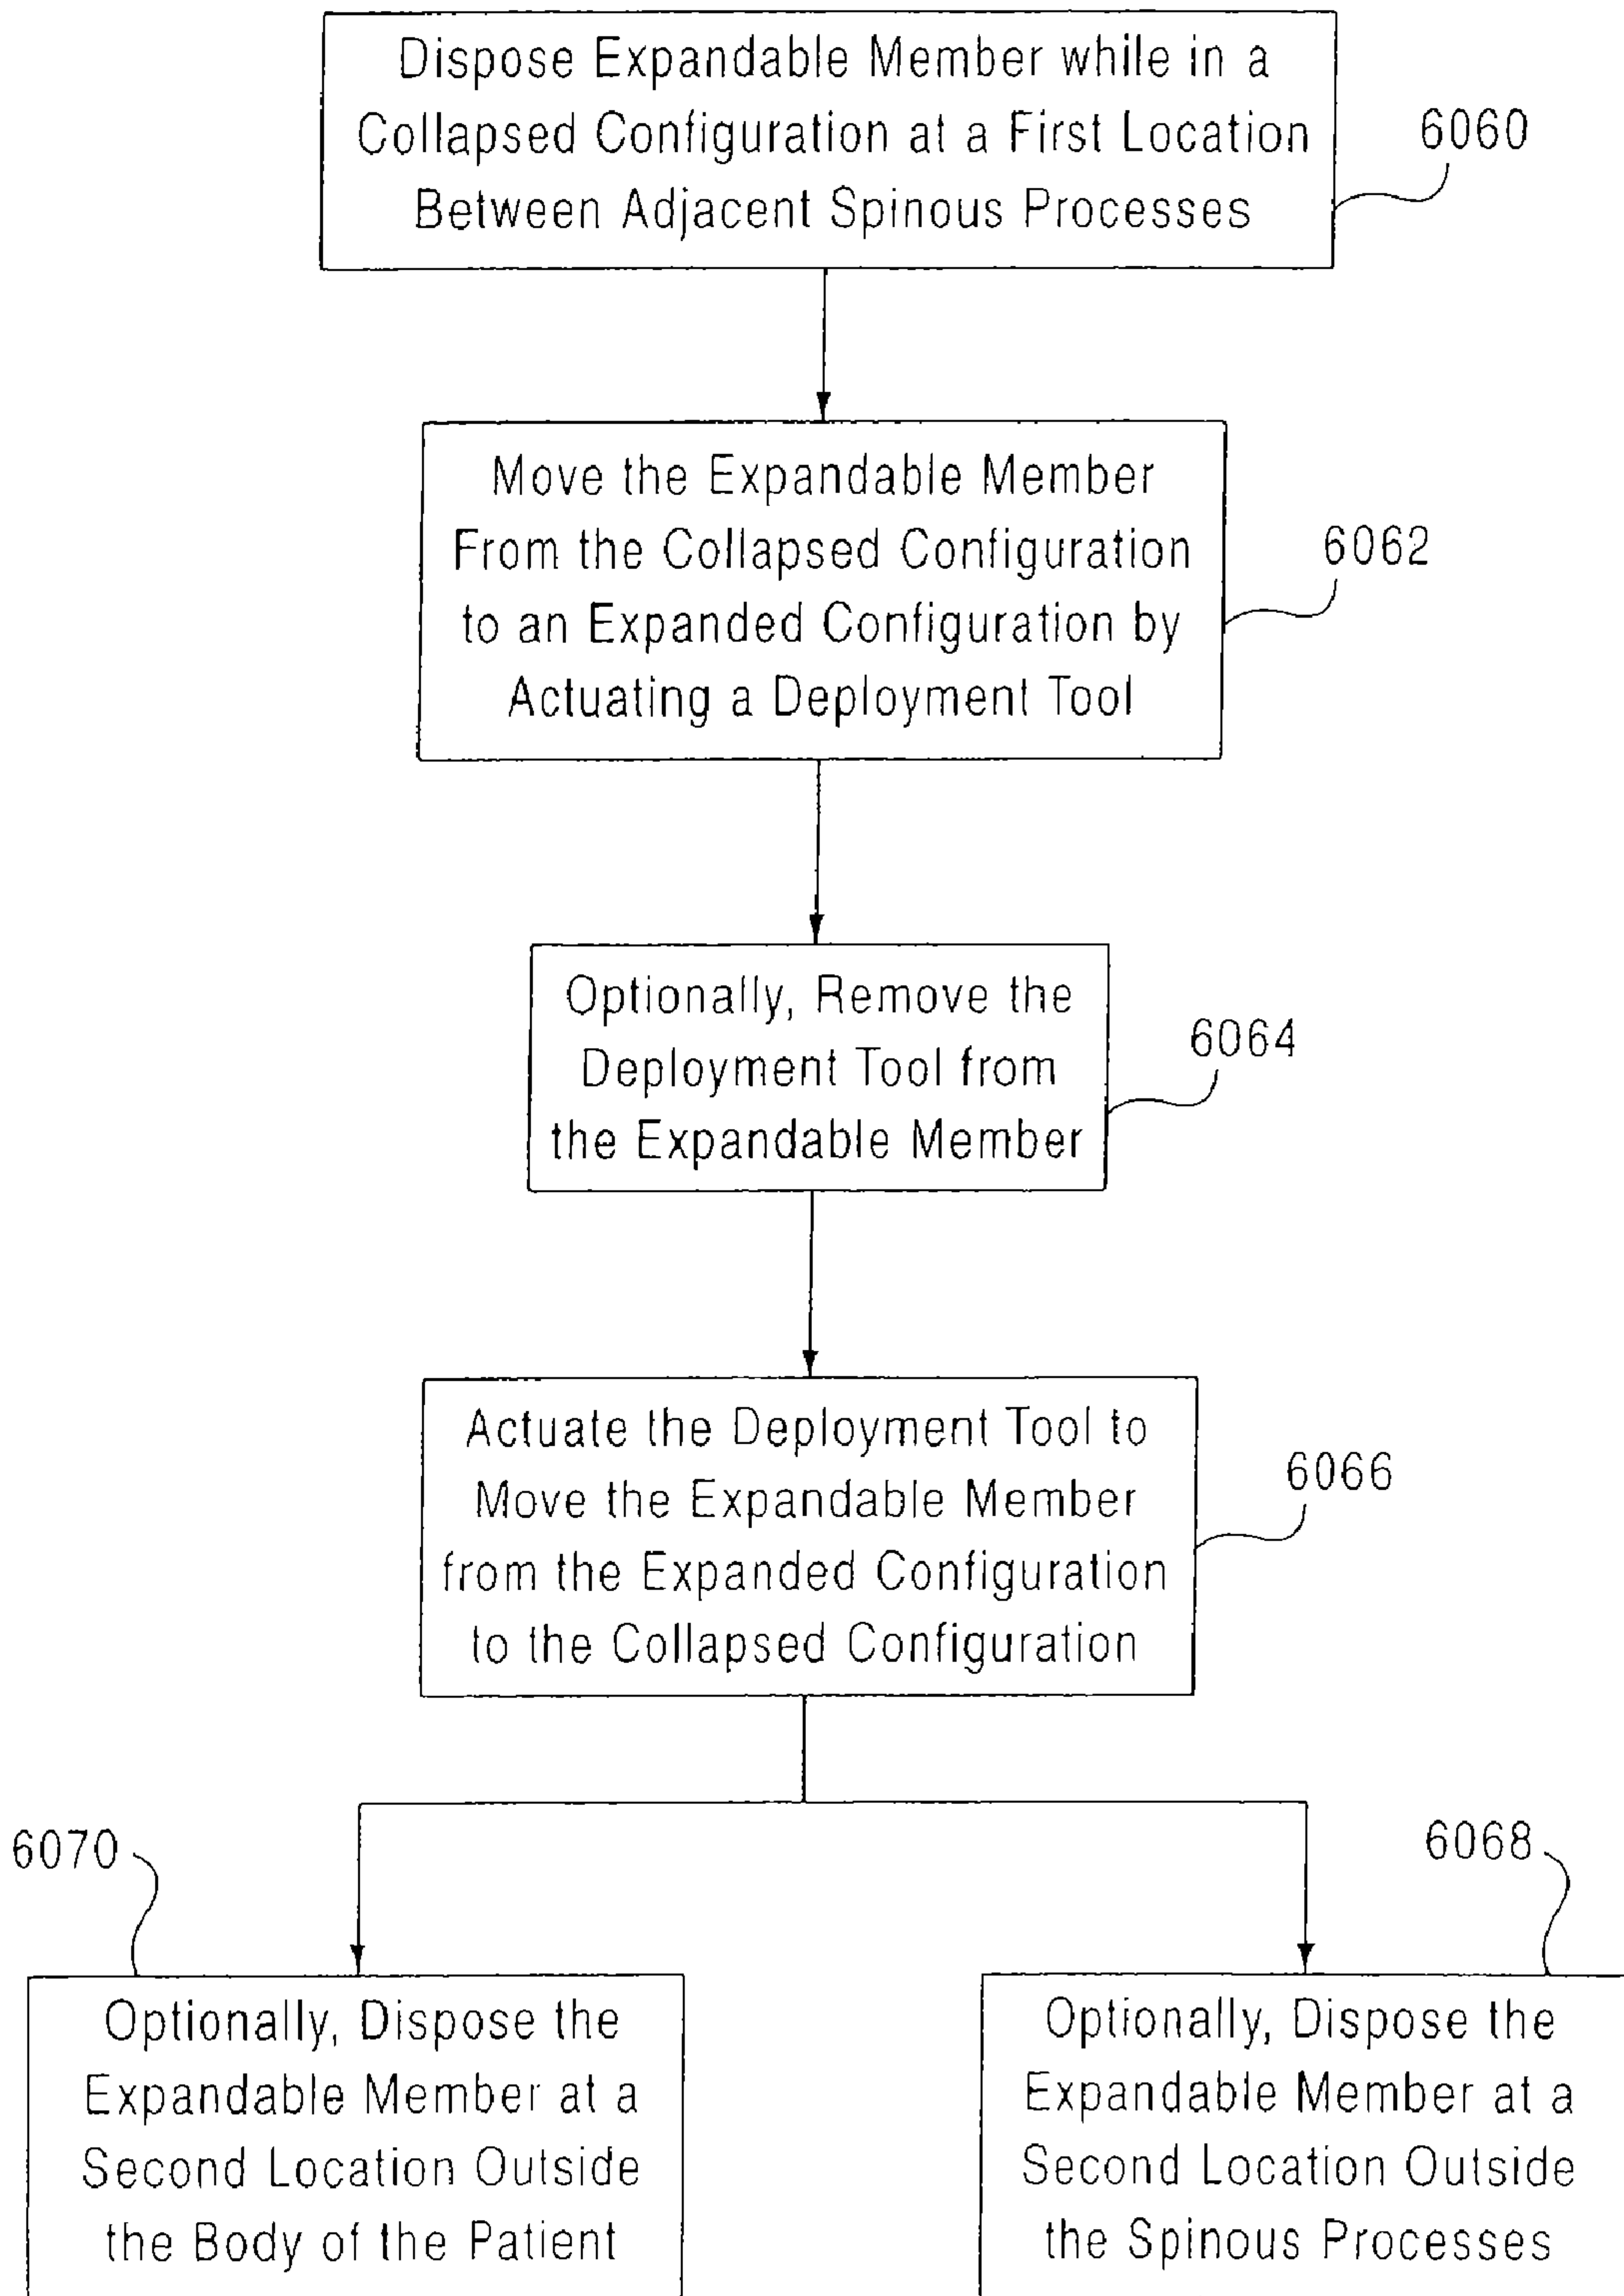 Dispose Expandable Member while in a
Collapsed Configuration at a First Location
Between Adjacent Spinous Processes
6060
Move the Expandable Member
From the Collapsed Configuration
to an Expanded Configuration by
Actuating a Deployment Tool
6062
Optionally, Remove the
Deployment Tool from
the Expandable Member
6064
Actuate the Deployment Tool to
Move the Expandable Member
from the Expanded Configuration
to the Collapsed Configuration
6066
6070
Optionally, Dispose the
Expandable Member at a
Second Location Outside
the Body of the Patient
6068
Optionally, Dispose the
Expandable Member at a
Second Location Outside
the Spinous Processes